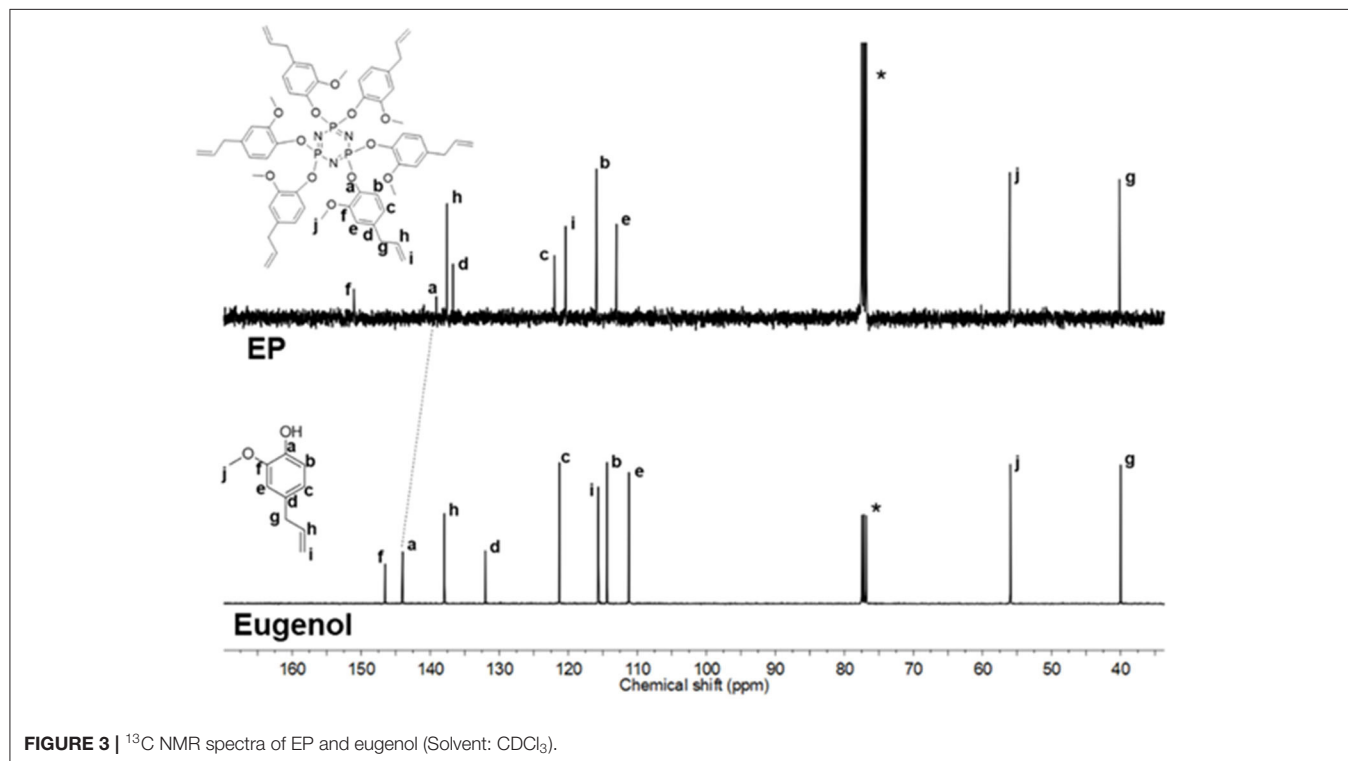 O
O
O
O
O
O
P
O
O
O
N
N
O
O
P
P
O
O
N
O
O
O
O
a
b
*
b
j
g
O
f
c
h
j
e
h
i
e
d
g
i
c
d
f
a
EP
OH
a
O
j
f
b
e
c
d
g
h
i
c
b
e
i
j
g
*
h
f
a
d
Eugenol
160 150 140 130 120 110 100 90 80 70 60 50 40
Chemical shift (ppm)
FIGURE 3 | ¹³C NMR spectra of EP and eugenol (Solvent: CDCl₃).